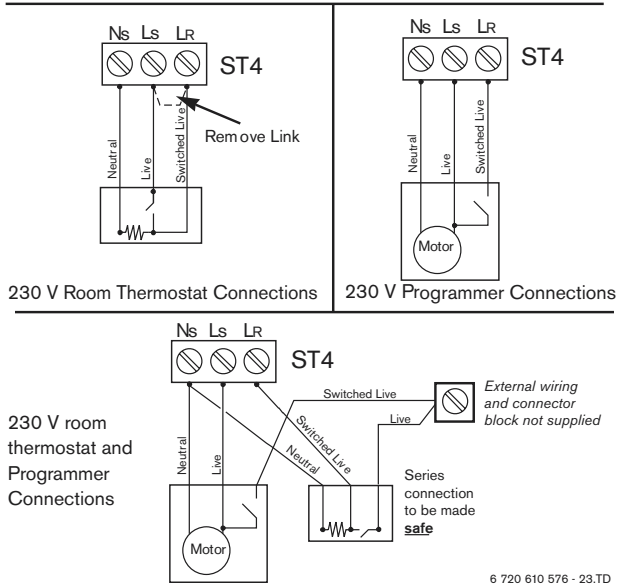 Ns Ls LR
ST4
Remove Link
Neutral
Live
Switched Live
230 V Room Thermostat Connections
Ns Ls LR
ST4
Neutral
Live
Switched Live
Motor
230 V Programmer Connections
Ns Ls LR
ST4
Switched Live
Live
External wiring
and connector
block not supplied
230 V room
thermostat and
Programmer
Connections
Neutral
Live
Switched Live
Neutral
Series
connection
to be made
safe
Motor
6 720 610 576 - 23.TD